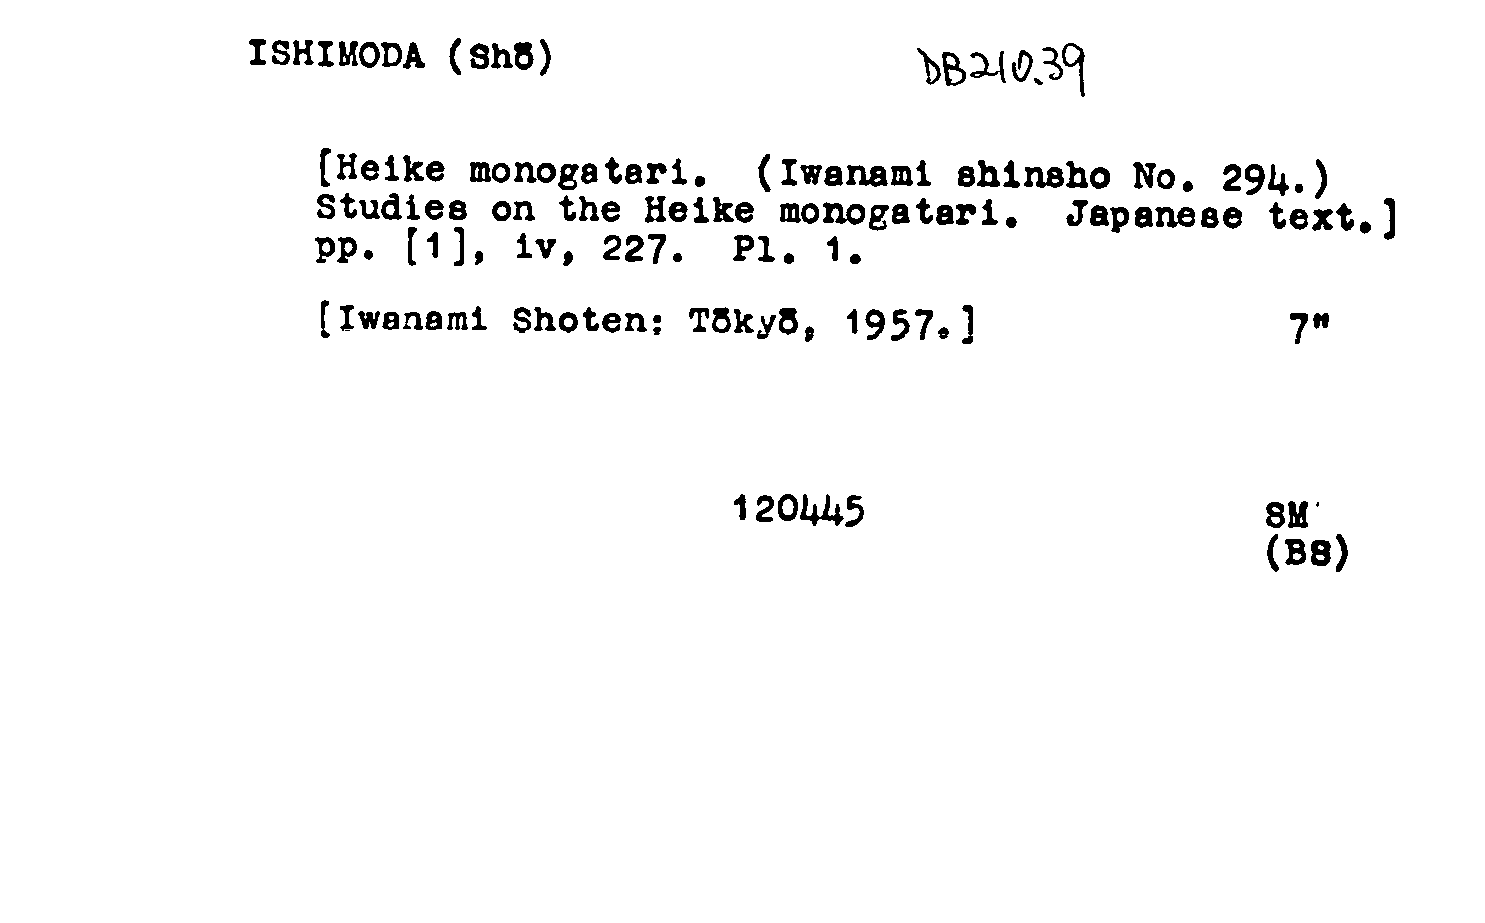 ISHIMODA (Shō)
DB210.39
[Heike monogatari. (Iwanami shinsho No. 294.)
Studies on the Heike monogatari. Japanese text.]
pp. [1], iv, 227. Pl. 1.
[Iwanami Shoten: Tōkyō, 1957.]
7"
120445
SM
(BS)